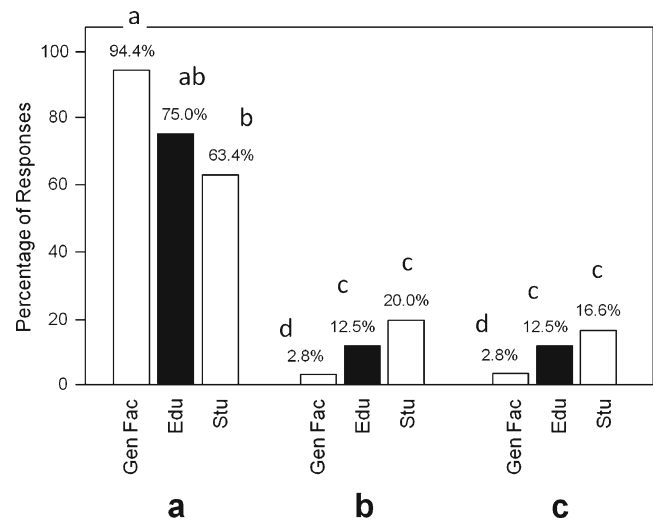 a
100
94.4%
ab
75.0%
b
63.4%
80
60
40
20
0
Percentage of Responses
d
2.8%
c
12.5%
c
20.0%
d
2.8%
c
12.5%
c
16.6%
Gen Fac
Edu
Stu
Gen Fac
Edu
Stu
Gen Fac
Edu
Stu
a
b
c